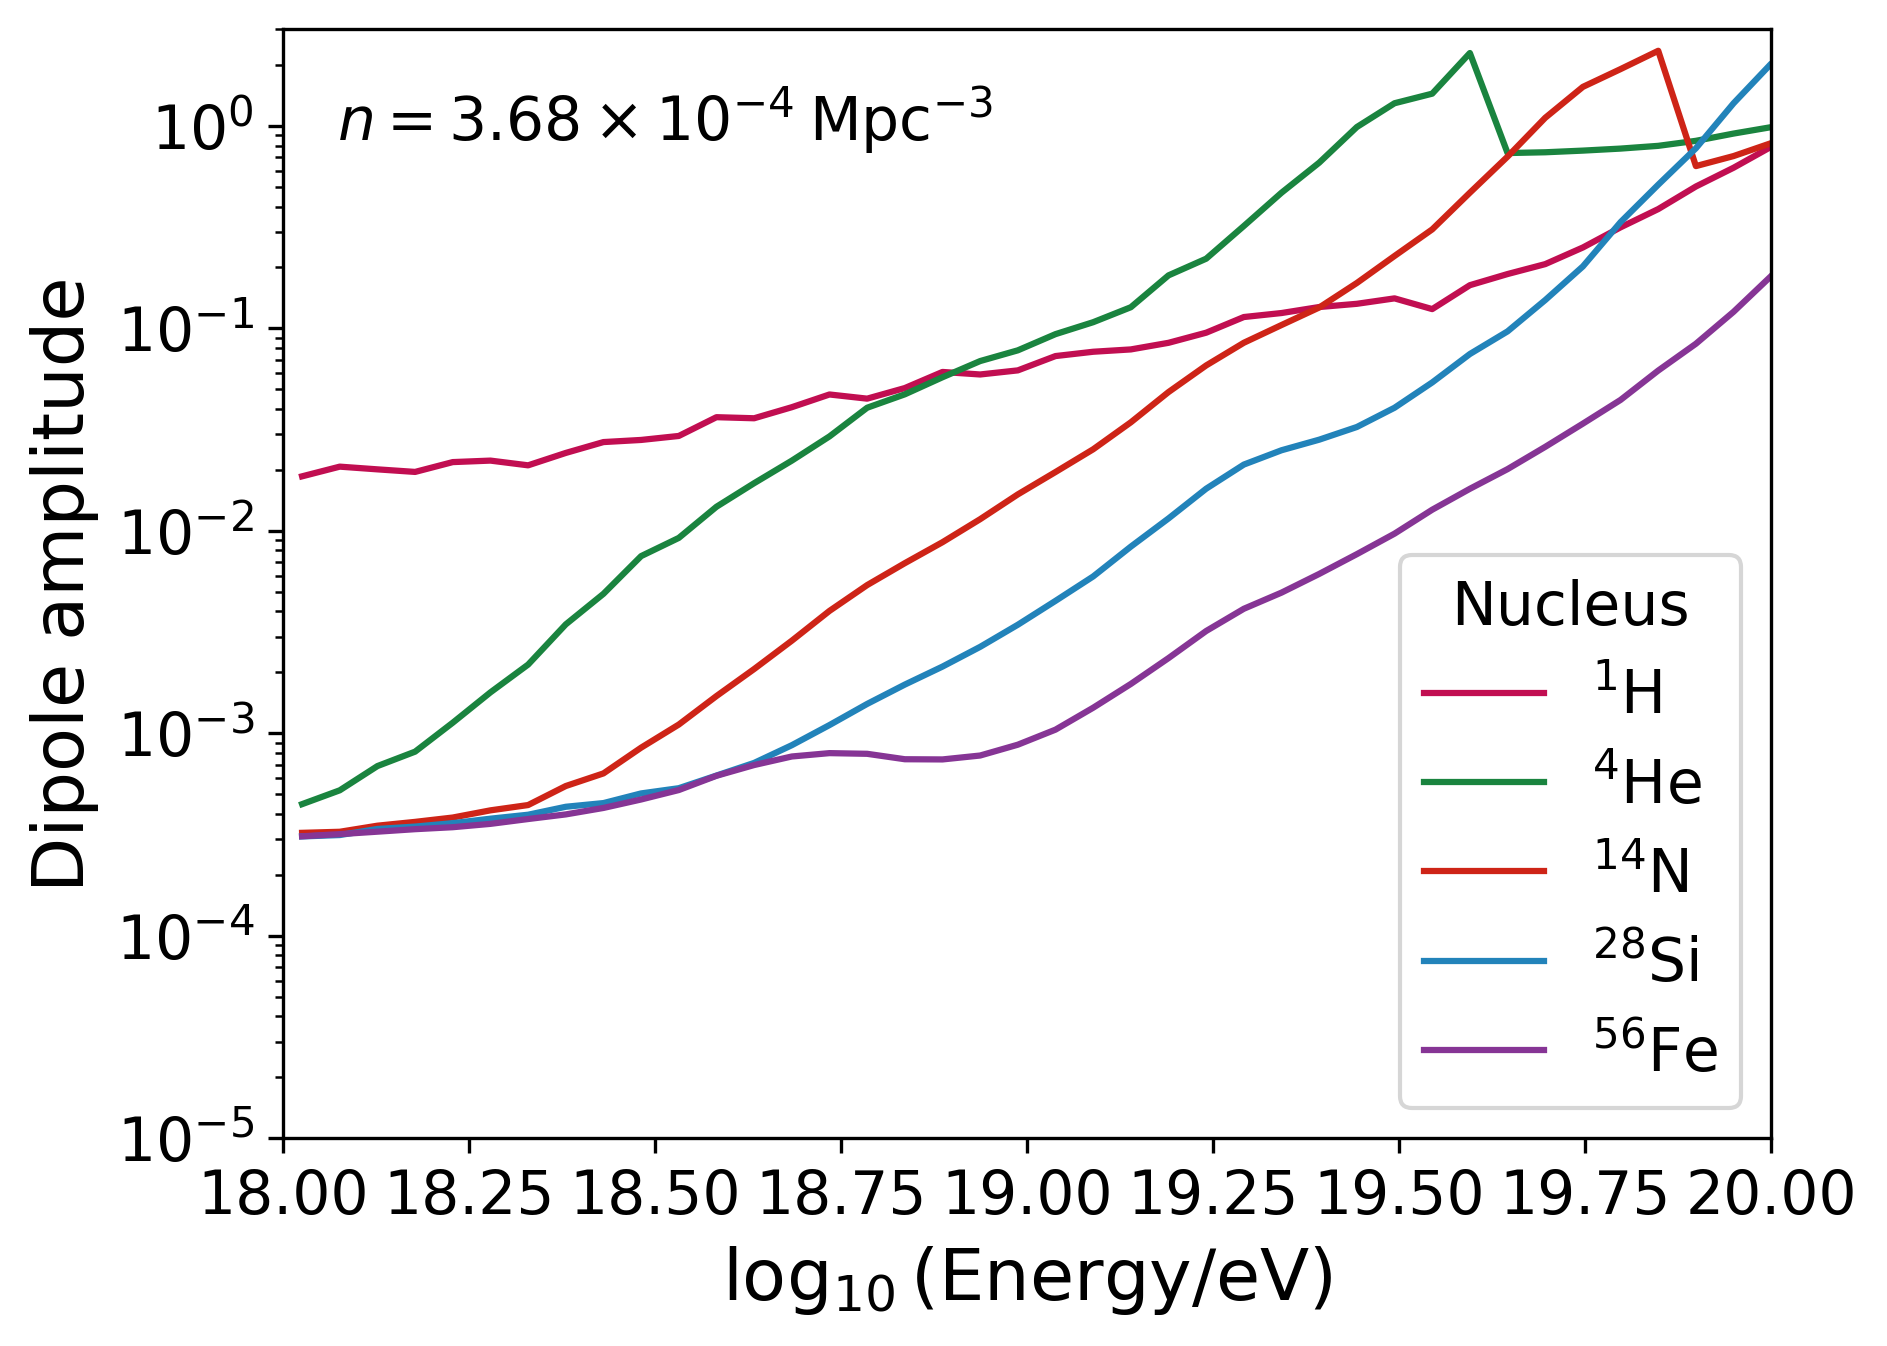 n = 3.68 × 10⁻⁴ Mpc⁻³
Dipole amplitude
10⁰
10⁻¹
10⁻²
10⁻³
10⁻⁴
10⁻⁵
Nucleus
¹H
⁴He
¹⁴N
²⁸Si
⁵⁶Fe
18.00 18.25 18.50 18.75 19.00 19.25 19.50 19.75 20.00
log₁₀ (Energy/eV)